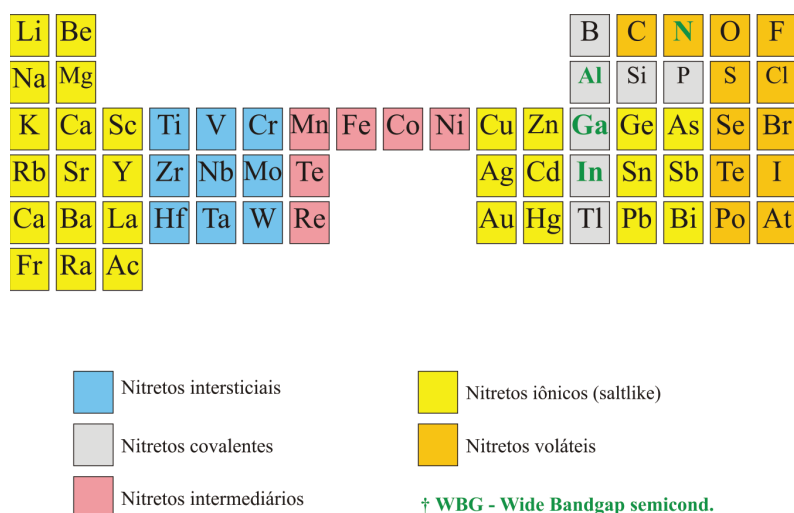 Li Be B C N O F
Na Mg Al Si P S Cl
K Ca Sc Ti V Cr Mn Fe Co Ni Cu Zn Ga Ge As Se Br
Rb Sr Y Zr Nb Mo Te Ag Cd In Sn Sb Te I
Ca Ba La Hf Ta W Re Au Hg Tl Pb Bi Po At
Fr Ra Ac
Nitretos intersticiais
Nitretos iônicos (saltlike)
Nitretos covalentes
Nitretos voláteis
Nitretos intermediários
† WBG - Wide Bandgap semicond.